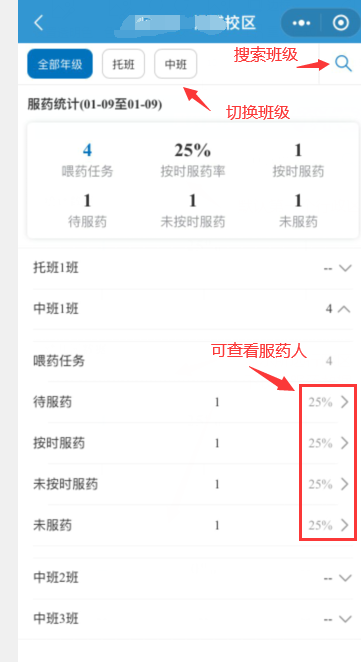 校区
搜索班级
全部年级 托班 中班
切换班级
服药统计(01-09至01-09)
4 25% 1
喂药任务 按时服药率 按时服药
1 1 1
待服药 未按时服药 未服药
托班1班 --
中班1班 4
可查看服药人
喂药任务 4
待服药 1 25%
按时服药 1 25%
未按时服药 1 25%
未服药 1 25%
中班2班 --
中班3班 --